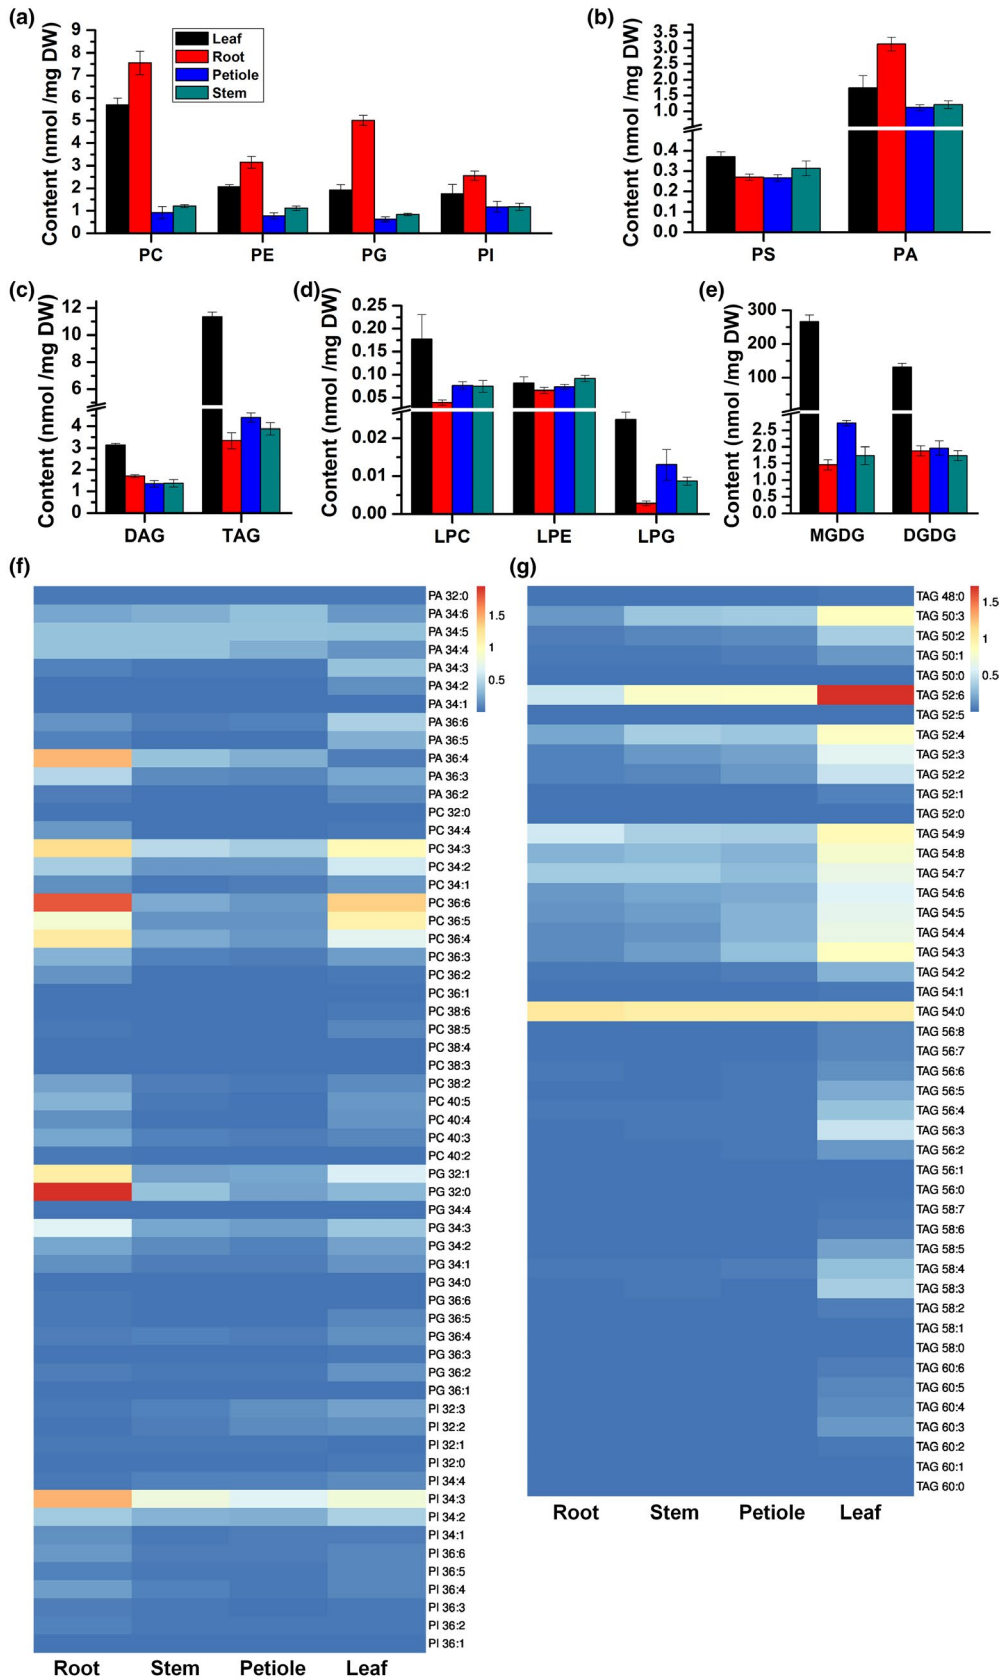 (a)
Content (nmol /mg DW)
9
8
7
6
5
4
3
2
1
0
Leaf
Root
Petiole
Stem
PC
PE
PG
PI
(b)
Content (nmol /mg DW)
3.5
3.0
2.5
2.0
1.5
1.0
0.4
0.3
0.2
0.1
0.0
PS
PA
(c)
Content (nmol /mg DW)
12
10
8
6
4
3
2
1
0
DAG
TAG
(d)
Content (nmol /mg DW)
0.25
0.20
0.15
0.10
0.05
0.02
0.01
0.00
LPC
LPE
LPG
(e)
Content (nmol /mg DW)
300
200
100
2.5
2.0
1.5
1.0
0.5
0.0
MGDG
DGDG
(f)
PA 32:0
PA 34:6
PA 34:5
PA 34:4
PA 34:3
PA 34:2
PA 34:1
PA 36:6
PA 36:5
PA 36:4
PA 36:3
PA 36:2
PC 32:0
PC 34:4
PC 34:3
PC 34:2
PC 34:1
PC 36:6
PC 36:5
PC 36:4
PC 36:3
PC 36:2
PC 36:1
PC 38:6
PC 38:5
PC 38:4
PC 38:3
PC 38:2
PC 40:5
PC 40:4
PC 40:3
PC 40:2
PG 32:1
PG 32:0
PG 34:4
PG 34:3
PG 34:2
PG 34:1
PG 34:0
PG 36:6
PG 36:5
PG 36:4
PG 36:3
PG 36:2
PG 36:1
PI 32:3
PI 32:2
PI 32:1
PI 32:0
PI 34:4
PI 34:3
PI 34:2
PI 34:1
PI 36:6
PI 36:5
PI 36:4
PI 36:3
PI 36:2
PI 36:1
1.5
1
0.5
Root
Stem
Petiole
Leaf
(g)
TAG 48:0
TAG 50:3
TAG 50:2
TAG 50:1
TAG 50:0
TAG 52:6
TAG 52:5
TAG 52:4
TAG 52:3
TAG 52:2
TAG 52:1
TAG 52:0
TAG 54:9
TAG 54:8
TAG 54:7
TAG 54:6
TAG 54:5
TAG 54:4
TAG 54:3
TAG 54:2
TAG 54:1
TAG 54:0
TAG 56:8
TAG 56:7
TAG 56:6
TAG 56:5
TAG 56:4
TAG 56:3
TAG 56:2
TAG 56:1
TAG 56:0
TAG 58:7
TAG 58:6
TAG 58:5
TAG 58:4
TAG 58:3
TAG 58:2
TAG 58:1
TAG 58:0
TAG 60:6
TAG 60:5
TAG 60:4
TAG 60:3
TAG 60:2
TAG 60:1
TAG 60:0
1.5
1
0.5
Root
Stem
Petiole
Leaf